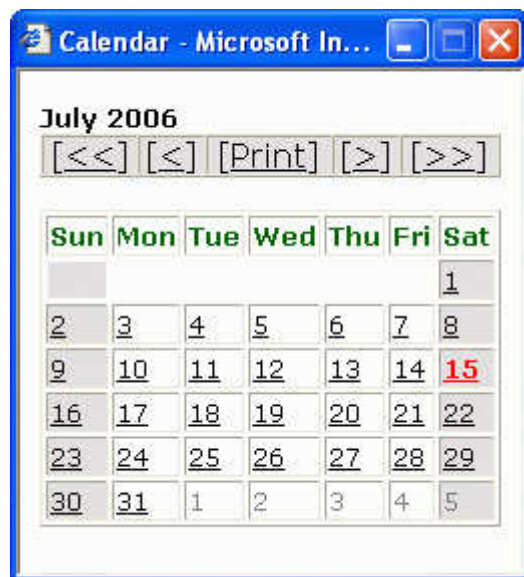 Calendar - Microsoft In...
July 2006
[<<] [<] [Print] [>] [>>]
Sun Mon Tue Wed Thu Fri Sat
1
2 3 4 5 6 7 8
9 10 11 12 13 14 15
16 17 18 19 20 21 22
23 24 25 26 27 28 29
30 31 1 2 3 4 5